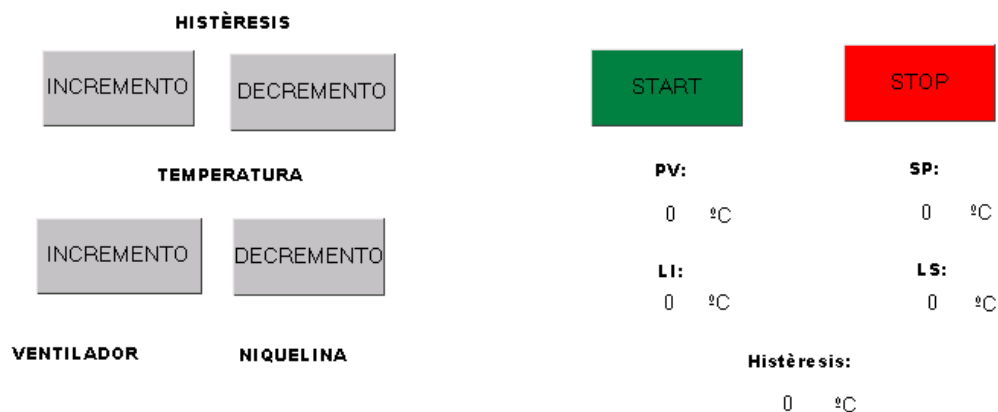 HISTÈRESIS
INCREMENTO DECREMENTO
START STOP
TEMPERATURA
INCREMENTO DECREMENTO
PV: SP:
0 ºC 0 ºC
LI: LS:
0 ºC 0 ºC
VENTILADOR NIQUELINA
Histèresis:
0 ºC